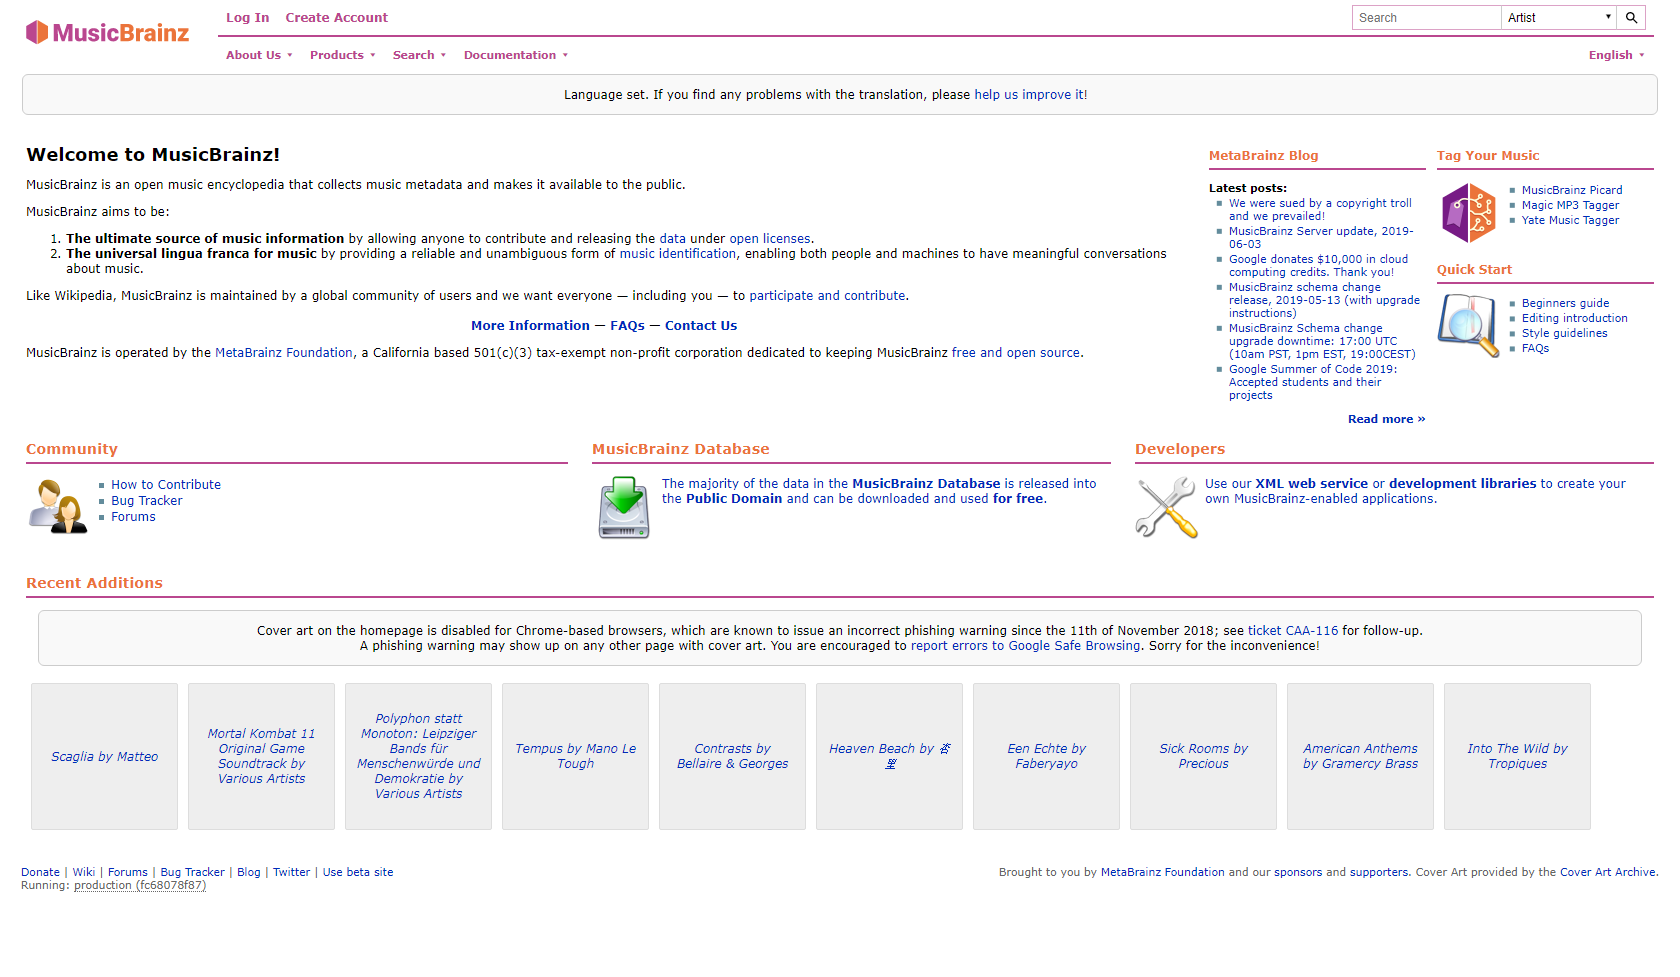 MusicBrainz
Log In Create Account
Search Artist
About Us Products Search Documentation English
Language set. If you find any problems with the translation, please help us improve it!
Welcome to MusicBrainz!
MusicBrainz is an open music encyclopedia that collects music metadata and makes it available to the public.
MusicBrainz aims to be:
1. The ultimate source of music information by allowing anyone to contribute and releasing the data under open licenses.
2. The universal lingua franca for music by providing a reliable and unambiguous form of music identification, enabling both people and machines to have meaningful conversations
about music.
Like Wikipedia, MusicBrainz is maintained by a global community of users and we want everyone — including you — to participate and contribute.
More Information — FAQs — Contact Us
MusicBrainz is operated by the MetaBrainz Foundation, a California based 501(c)(3) tax-exempt non-profit corporation dedicated to keeping MusicBrainz free and open source.
MetaBrainz Blog
Latest posts:
We were sued by a copyright troll
and we prevailed!
MusicBrainz Server update, 2019-
06-03
Google donates $10,000 in cloud
computing credits. Thank you!
MusicBrainz schema change
release, 2019-05-13 (with upgrade
instructions)
MusicBrainz Schema change
upgrade downtime: 17:00 UTC
(10am PST, 1pm EST, 19:00CEST)
Google Summer of Code 2019:
Accepted students and their
projects
Read more »
Tag Your Music
MusicBrainz Picard
Magic MP3 Tagger
Yate Music Tagger
Quick Start
Beginners guide
Editing introduction
Style guidelines
FAQs
Community
How to Contribute
Bug Tracker
Forums
MusicBrainz Database
The majority of the data in the MusicBrainz Database is released into
the Public Domain and can be downloaded and used for free.
Developers
Use our XML web service or development libraries to create your
own MusicBrainz-enabled applications.
Recent Additions
Cover art on the homepage is disabled for Chrome-based browsers, which are known to issue an incorrect phishing warning since the 11th of November 2018; see ticket CAA-116 for follow-up.
A phishing warning may show up on any other page with cover art. You are encouraged to report errors to Google Safe Browsing. Sorry for the inconvenience!
Scaglia by Matteo
Mortal Kombat 11
Original Game
Soundtrack by
Various Artists
Polyphon statt
Monoton: Leipziger
Bands für
Menschenwürde und
Demokratie by
Various Artists
Tempus by Mano Le
Tough
Contrasts by
Bellaire & Georges
Heaven Beach by 杏
里
Een Echte by
Faberyayo
Sick Rooms by
Precious
American Anthems
by Gramercy Brass
Into The Wild by
Tropiques
Donate | Wiki | Forums | Bug Tracker | Blog | Twitter | Use beta site
Running: production (fc68078f87)
Brought to you by MetaBrainz Foundation and our sponsors and supporters. Cover Art provided by the Cover Art Archive.